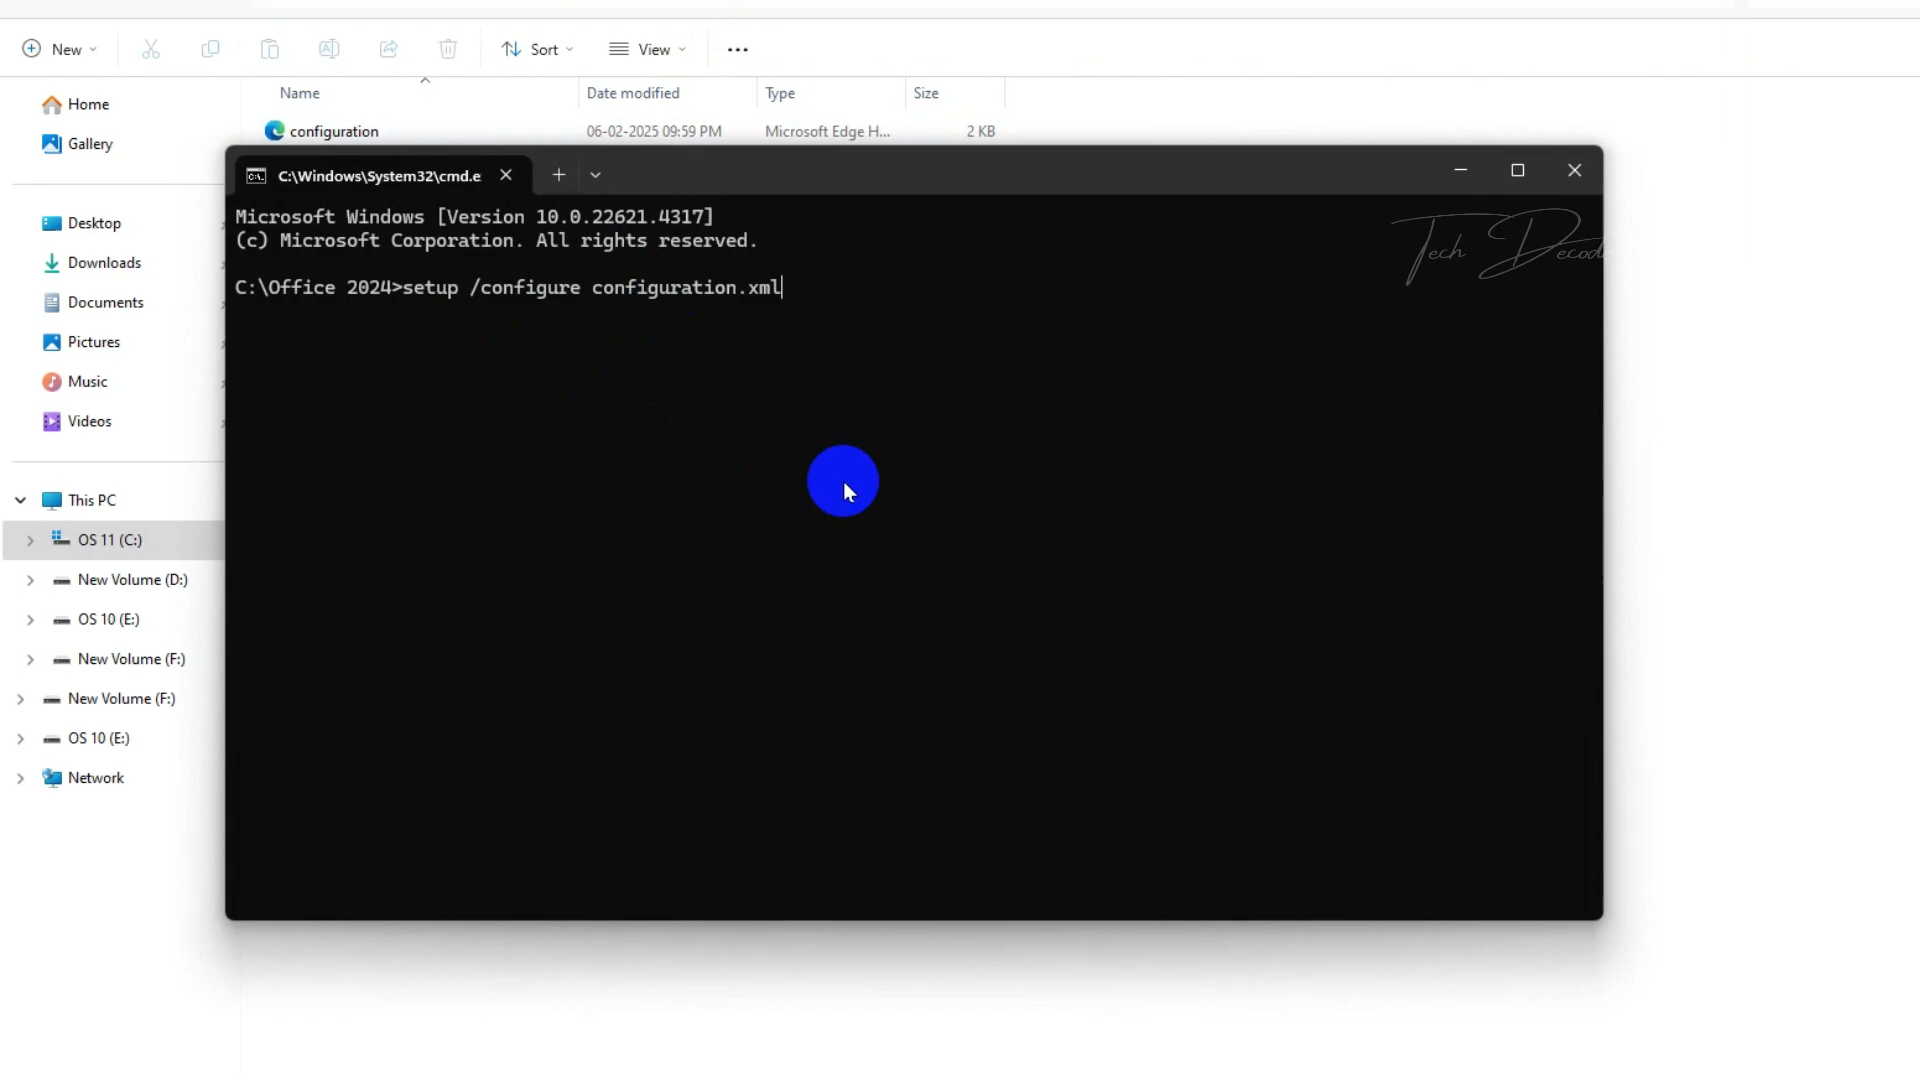 New
Sort
View
Name
Date modified
Type
Size
configuration
06-02-2025 09:59 PM
Microsoft Edge H...
2 KB
Home
Gallery
Desktop
Downloads
Documents
Pictures
Music
Videos
This PC
OS 11 (C:)
New Volume (D:)
OS 10 (E:)
New Volume (F:)
New Volume (F:)
OS 10 (E:)
Network
C:\Windows\System32\cmd.e
Microsoft Windows [Version 10.0.22621.4317]
(c) Microsoft Corporation. All rights reserved.
C:\Office 2024>setup /configure configuration.xml
Tech Decod